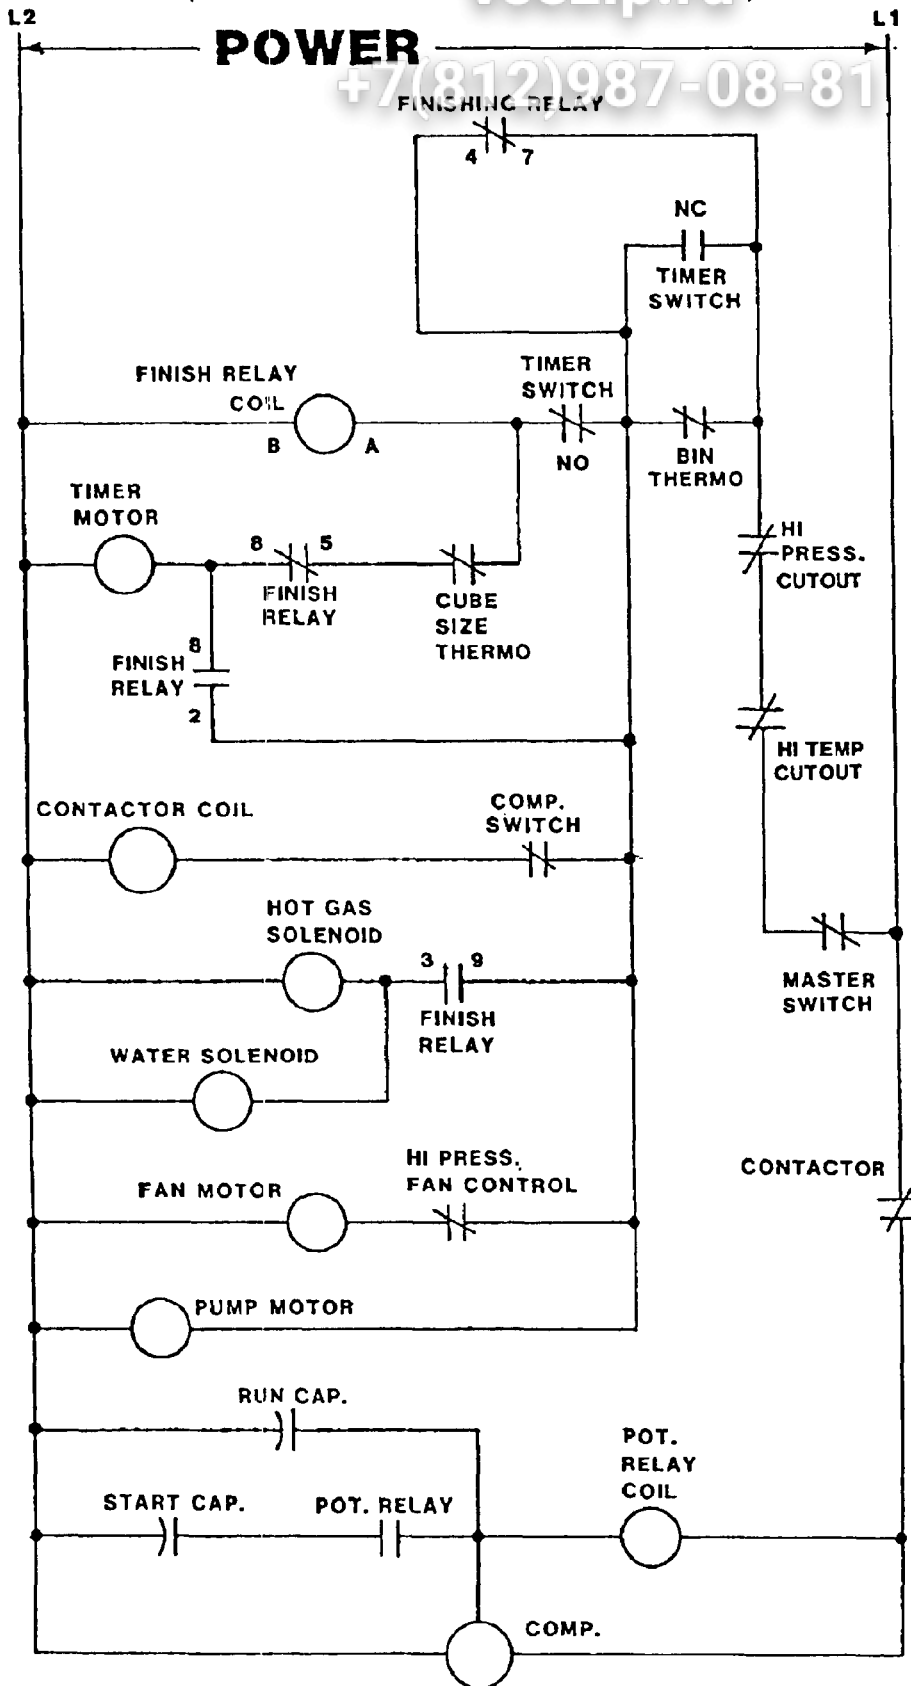 L2
L1
POWER
+7(812)987-08-81
FINISHING RELAY
4
7
NC
TIMER
SWITCH
TIMER
SWITCH
FINISH RELAY
COIL
B
A
NO
BIN
THERMO
TIMER
MOTOR
8
5
FINISH
RELAY
CUBE
SIZE
THERMO
HI
PRESS.
CUTOUT
8
FINISH
RELAY
2
HI TEMP
CUTOUT
CONTACTOR COIL
COMP.
SWITCH
HOT GAS
SOLENOID
3
9
FINISH
RELAY
MASTER
SWITCH
WATER SOLENOID
HI PRESS.
FAN CONTROL
CONTACTOR
FAN MOTOR
PUMP MOTOR
RUN CAP.
POT.
RELAY
COIL
START CAP.
POT. RELAY
COMP.